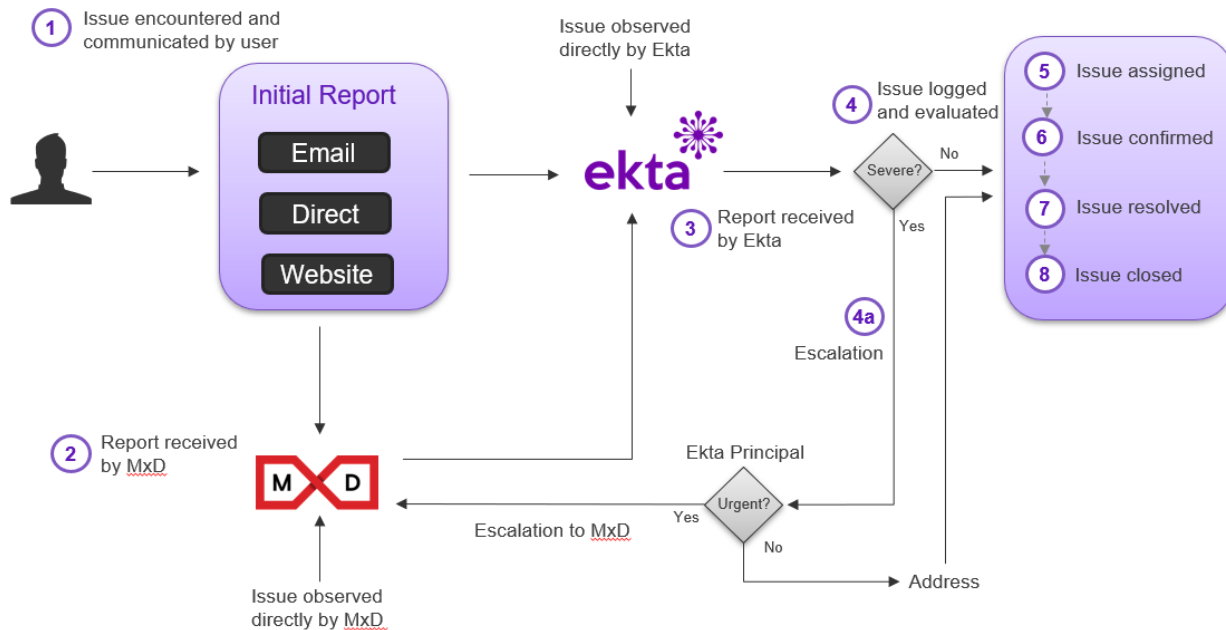 1
Issue encountered and
communicated by user
Initial Report
Email
Direct
Website
Issue observed
directly by Ekta
ekta
3
Report received
by Ekta
4
Issue logged
and evaluated
Severe?
No
Yes
5
Issue assigned
6
Issue confirmed
7
Issue resolved
8
Issue closed
4a
Escalation
2
Report received
by MxD
M D
Issue observed
directly by MxD
Ekta Principal
Urgent?
Yes
Escalation to MxD
No
Address